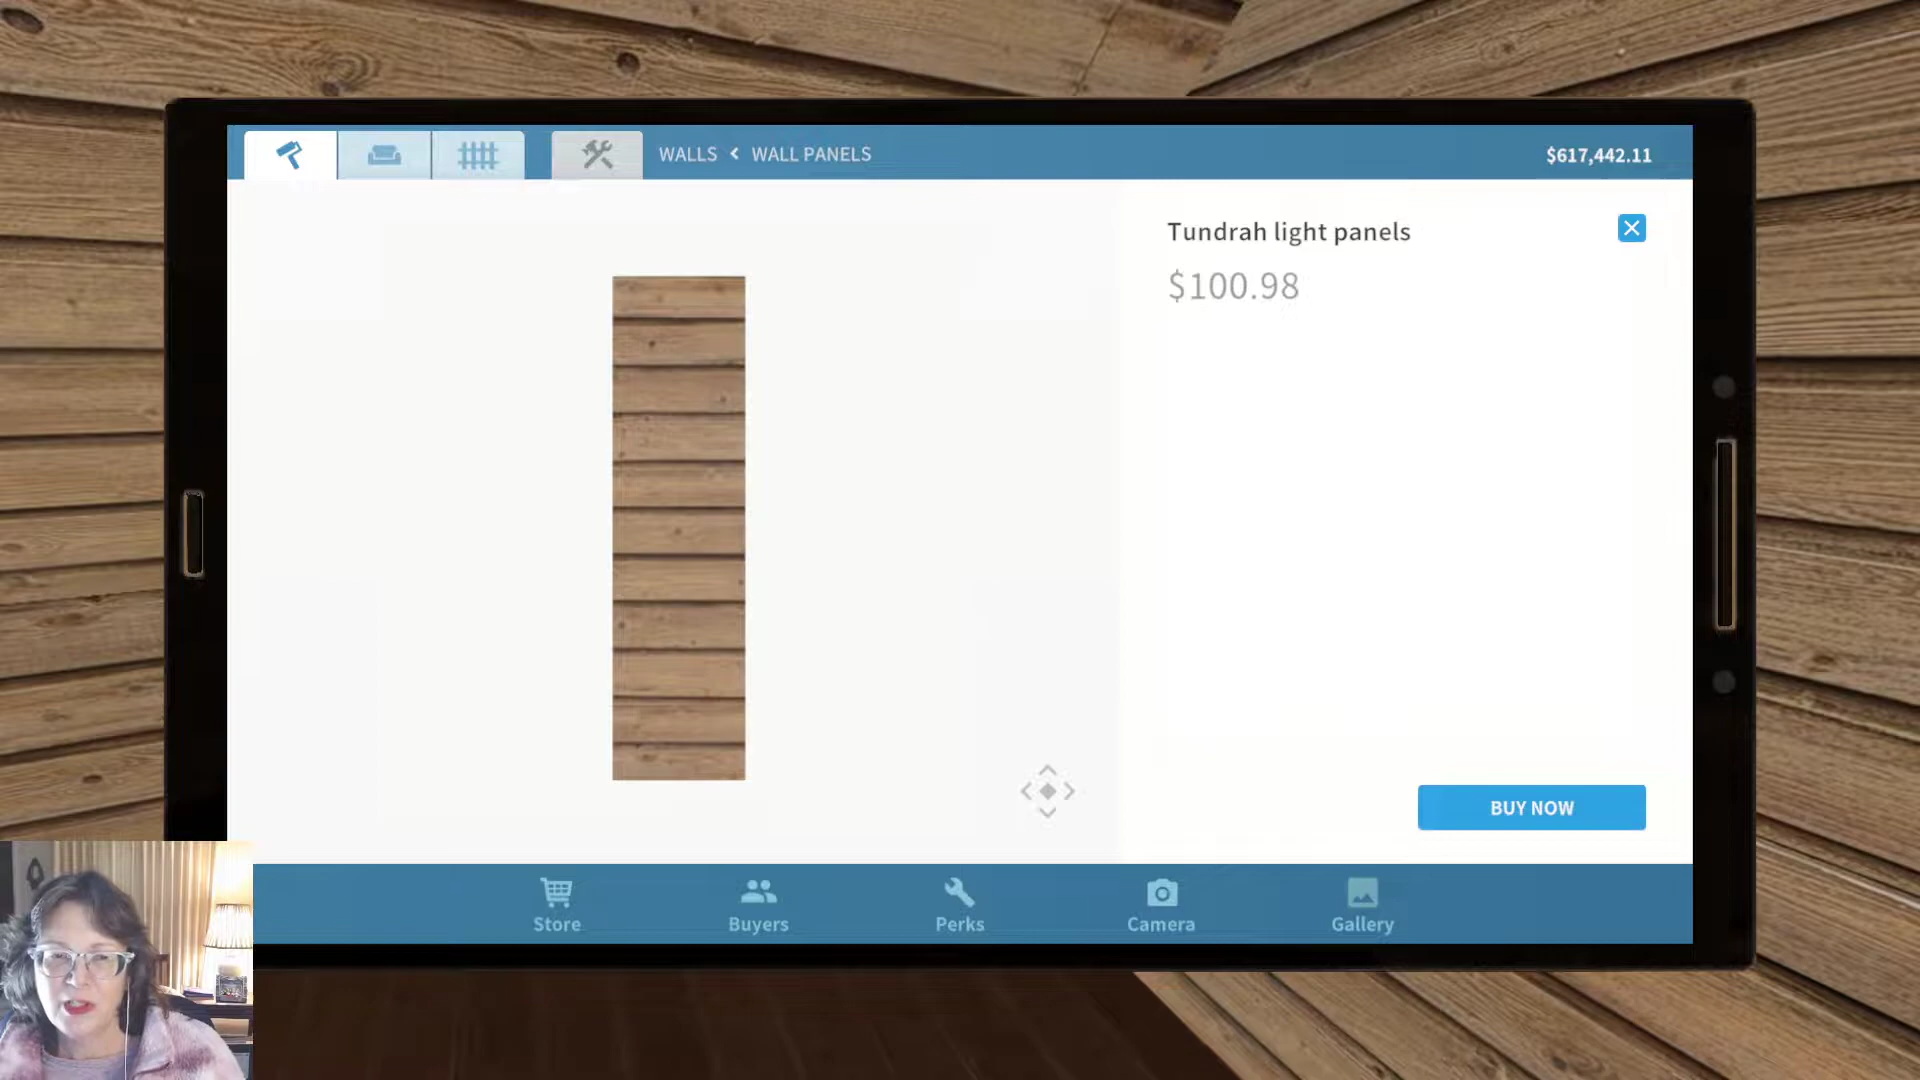 WALLS < WALL PANELS
$617,442.11
Tundrah light panels
$100.98
BUY NOW
Store
Buyers
Perks
Camera
Gallery